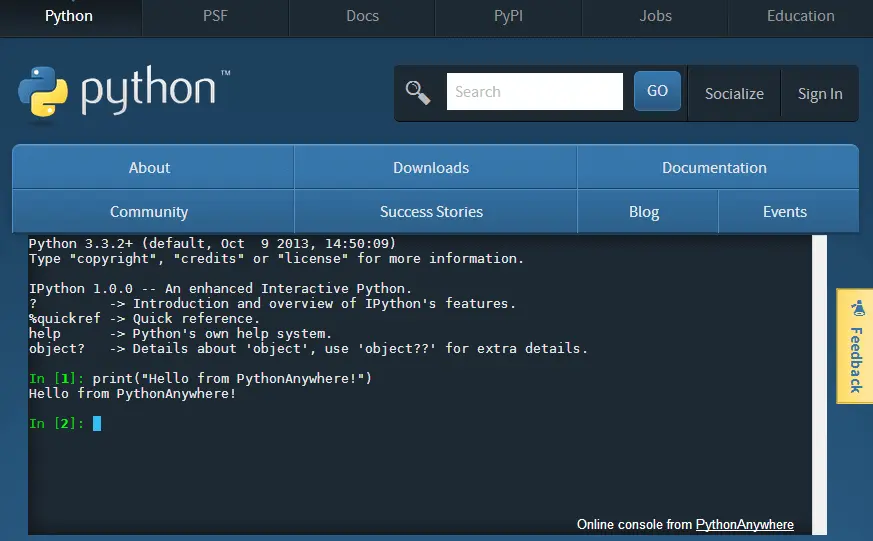 Python PSF Docs PyPI Jobs Education
python™
Search GO Socialize Sign In
About Downloads Documentation
Community Success Stories Blog Events
Python 3.3.2+ (default, Oct  9 2013, 14:50:09)
Type "copyright", "credits" or "license" for more information.
IPython 1.0.0 -- An enhanced Interactive Python.
?         -> Introduction and overview of IPython's features.
%quickref -> Quick reference.
help      -> Python's own help system.
object?   -> Details about 'object', use 'object??' for extra details.
In [1]: print("Hello from PythonAnywhere!")
Hello from PythonAnywhere!
In [2]:
Feedback
Online console from PythonAnywhere